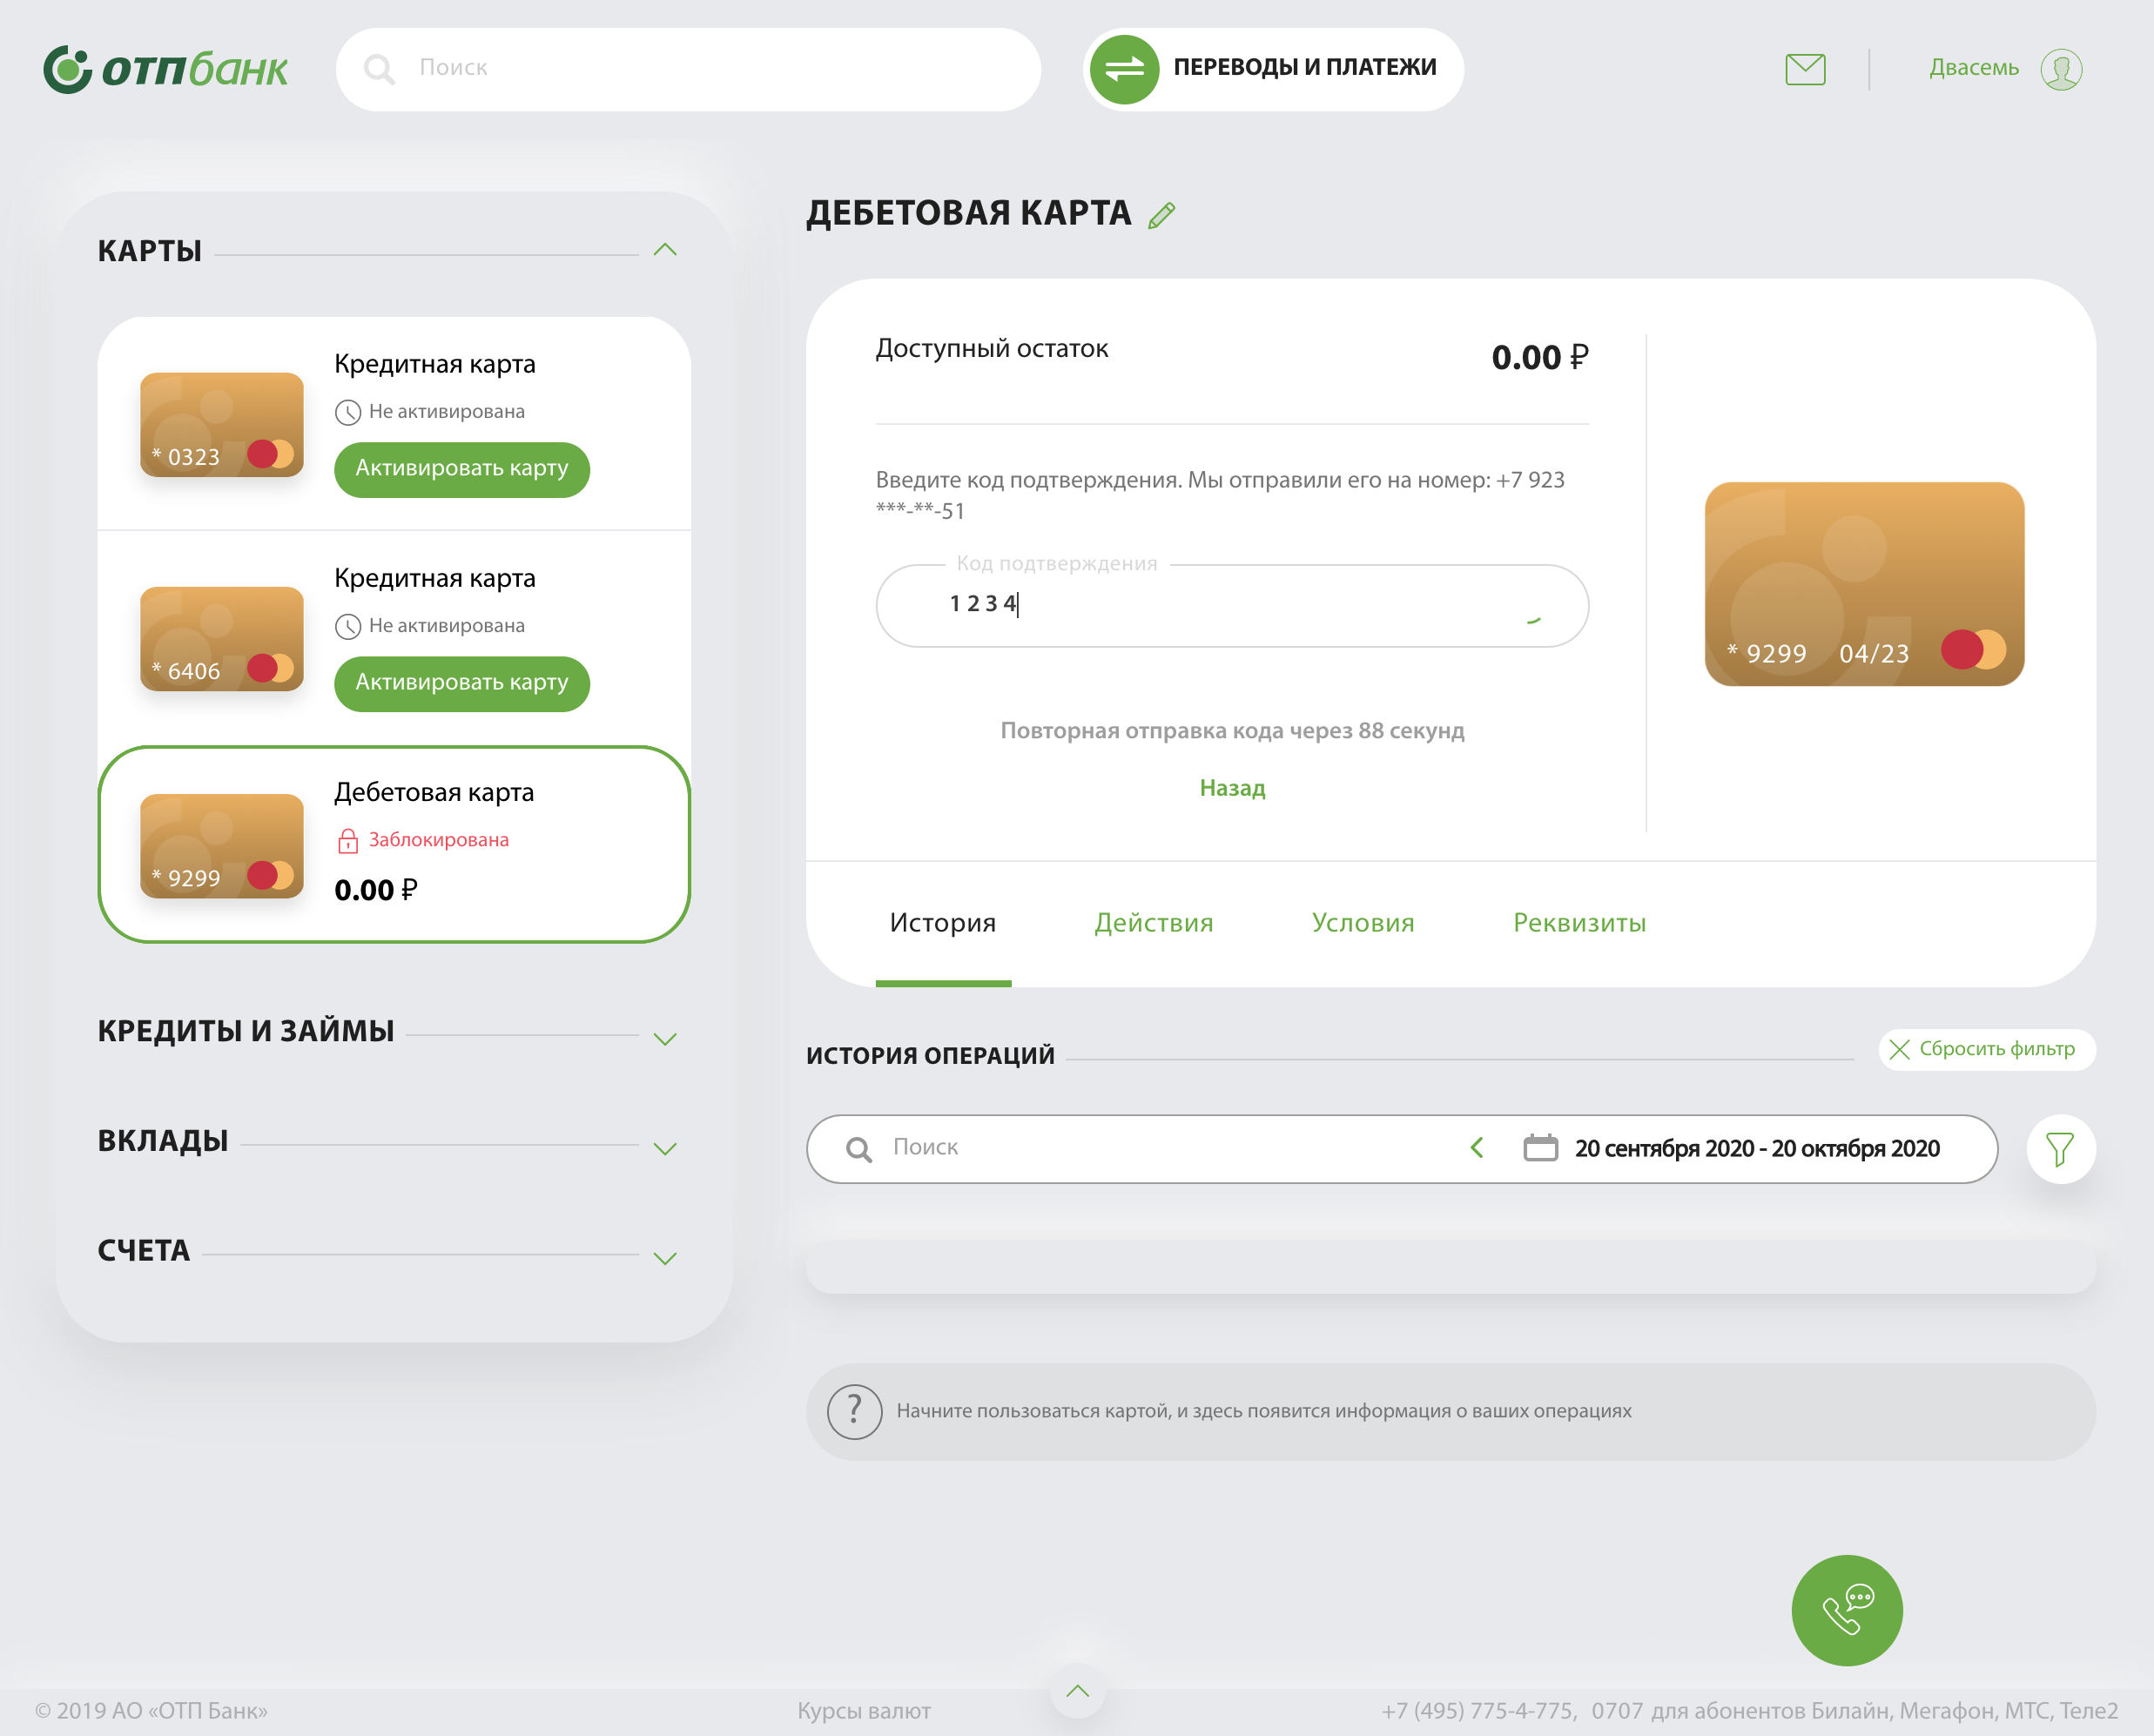 отпбанк
Поиск
ПЕРЕВОДЫ И ПЛАТЕЖИ
Двасемь
КАРТЫ
Кредитная карта
Не активирована
* 0323
Активировать карту
Кредитная карта
Не активирована
* 6406
Активировать карту
Дебетовая карта
Заблокирована
* 9299
0.00 ₽
КРЕДИТЫ И ЗАЙМЫ
ВКЛАДЫ
СЧЕТА
ДЕБЕТОВАЯ КАРТА
Доступный остаток
0.00 ₽
Введите код подтверждения. Мы отправили его на номер: +7 923
***-**-51
Код подтверждения
1 2 3 4
Повторная отправка кода через 88 секунд
Назад
* 9299 04/23
История Действия Условия Реквизиты
ИСТОРИЯ ОПЕРАЦИЙ
Сбросить фильтр
Поиск
20 сентября 2020 - 20 октября 2020
? Начните пользоваться картой, и здесь появится информация о ваших операциях
© 2019 АО «ОТП Банк»
Курсы валют
+7 (495) 775-4-775, 0707 для абонентов Билайн, Мегафон, МТС, Теле2